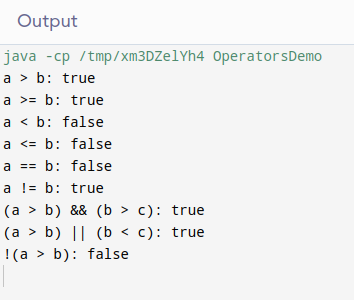 Output
java -cp /tmp/xm3DZelYh4 OperatorsDemo
a > b: true
a >= b: true
a < b: false
a <= b: false
a == b: false
a != b: true
(a > b) && (b > c): true
(a > b) || (b < c): true
!(a > b): false